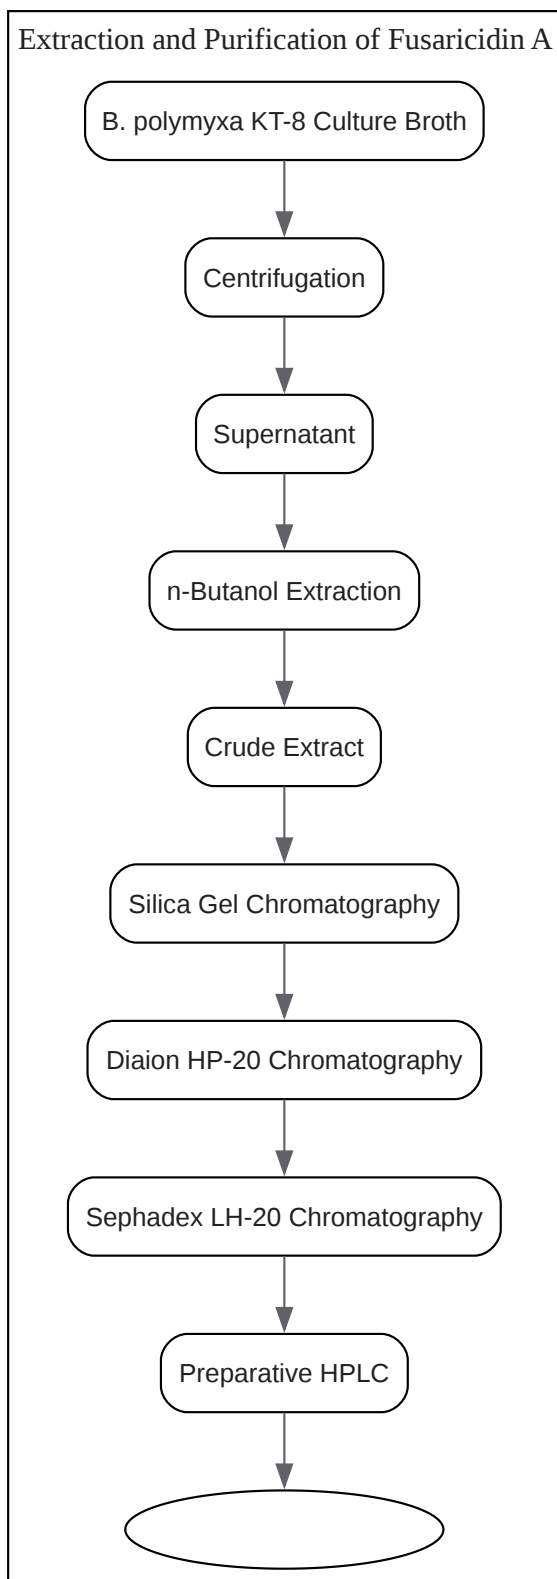 Extraction and Purification of Fusaricidin A
B. polymyxa KT-8 Culture Broth
Centrifugation
Supernatant
n-Butanol Extraction
Crude Extract
Silica Gel Chromatography
Diaion HP-20 Chromatography
Sephadex LH-20 Chromatography
Preparative HPLC